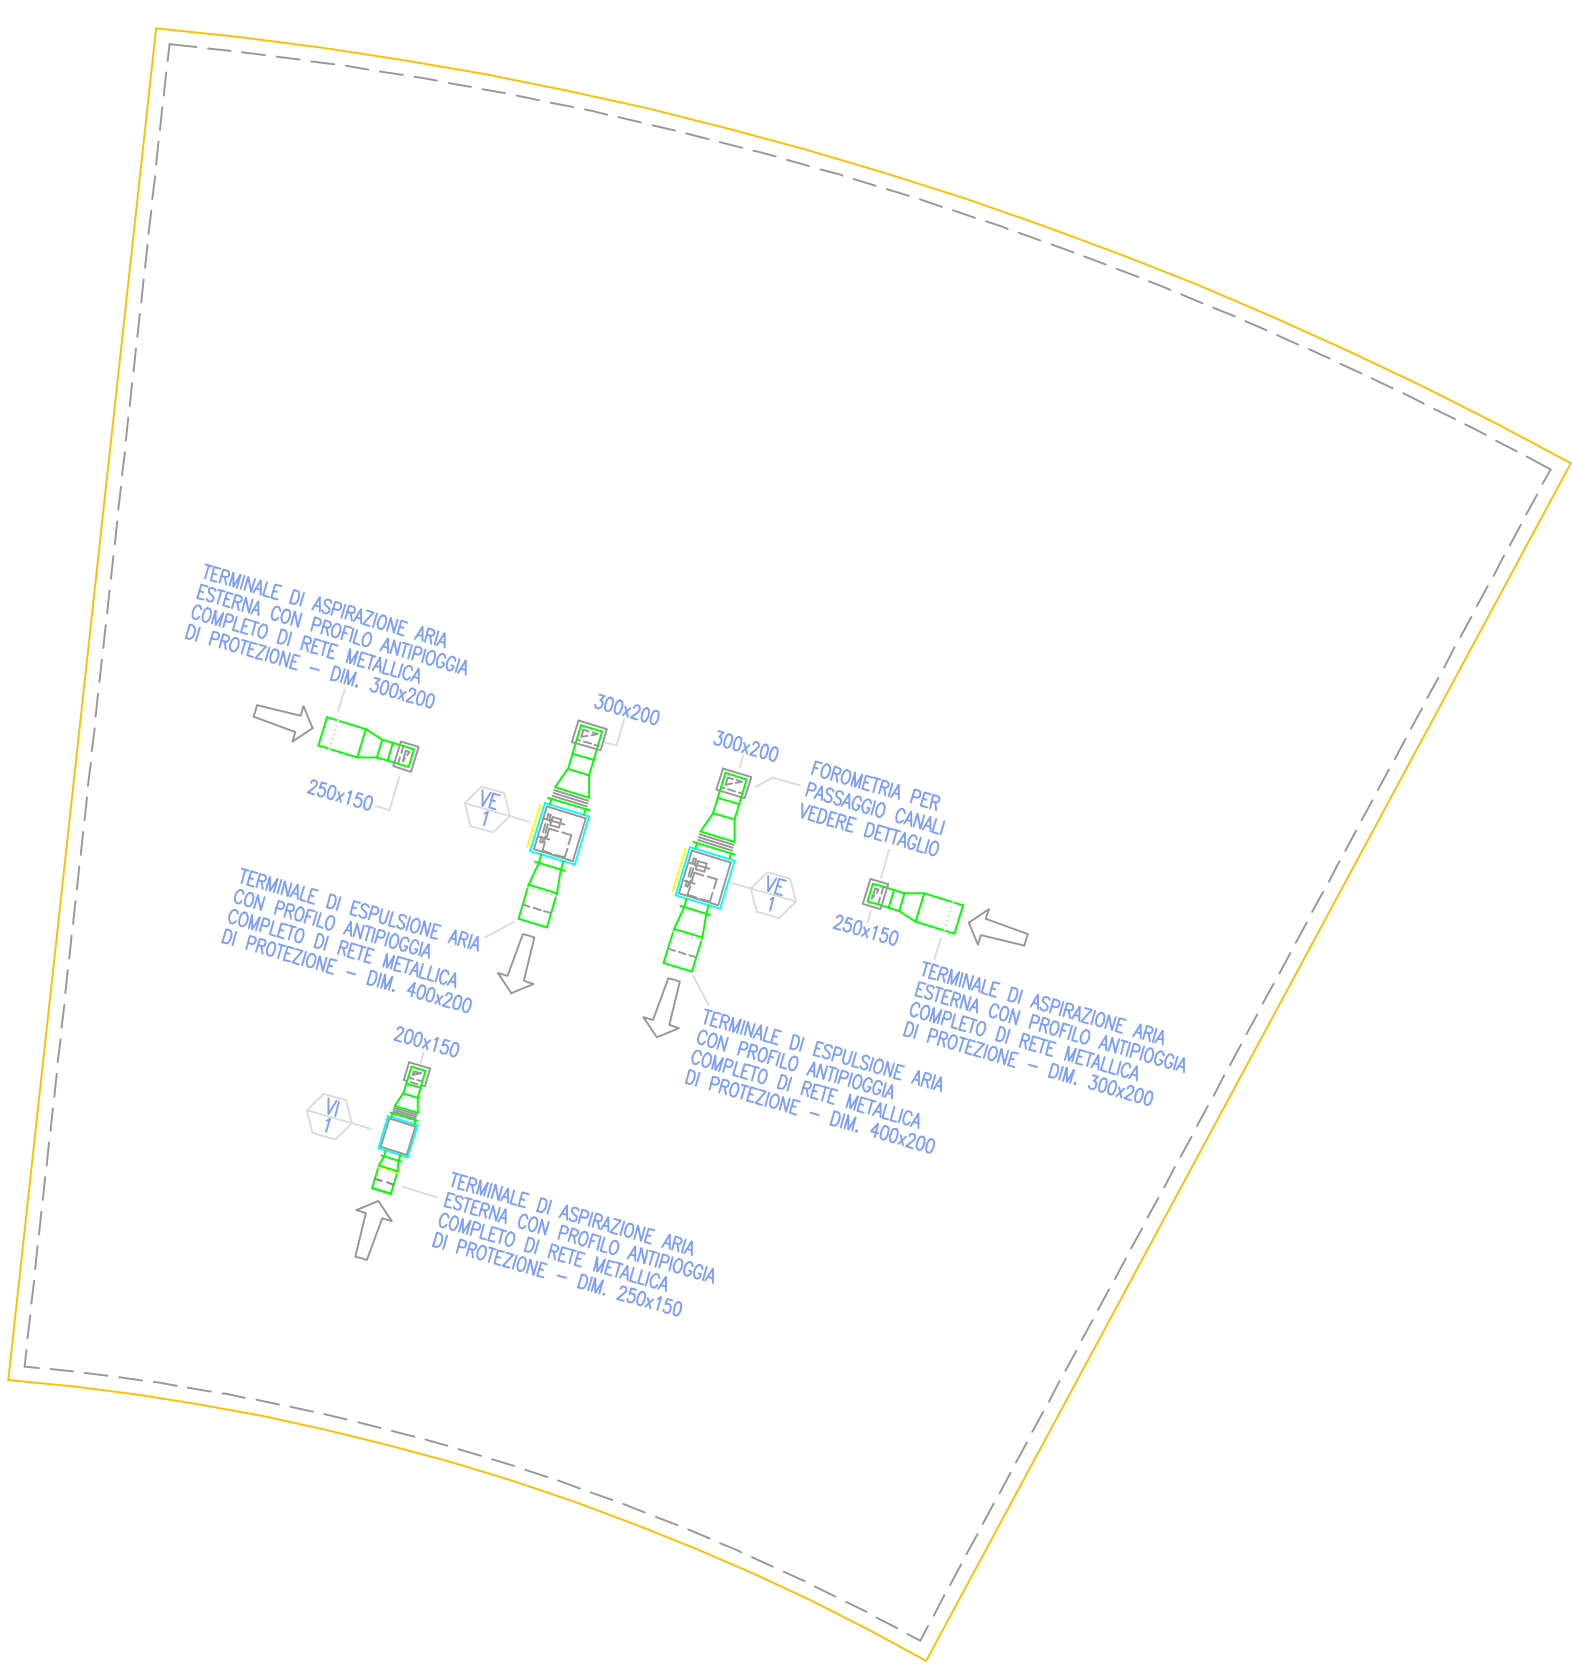 TERMINALE DI ASPIRAZIONE ARIA
ESTERNA CON PROFILO ANTIPIOGGIA
COMPLETO DI RETE METALLICA
DI PROTEZIONE – DIM. 300x200
250x150
300x200
VE
1
300x200
FOROMETRIA PER
PASSAGGIO CANALI
VEDERE DETTAGLIO
VE
1
250x150
TERMINALE DI ESPULSIONE ARIA
CON PROFILO ANTIPIOGGIA
COMPLETO DI RETE METALLICA
DI PROTEZIONE – DIM. 400x200
TERMINALE DI ASPIRAZIONE ARIA
ESTERNA CON PROFILO ANTIPIOGGIA
COMPLETO DI RETE METALLICA
DI PROTEZIONE – DIM. 300x200
TERMINALE DI ESPULSIONE ARIA
CON PROFILO ANTIPIOGGIA
COMPLETO DI RETE METALLICA
DI PROTEZIONE – DIM. 400x200
200x150
VI
1
TERMINALE DI ASPIRAZIONE ARIA
ESTERNA CON PROFILO ANTIPIOGGIA
COMPLETO DI RETE METALLICA
DI PROTEZIONE – DIM. 250x150